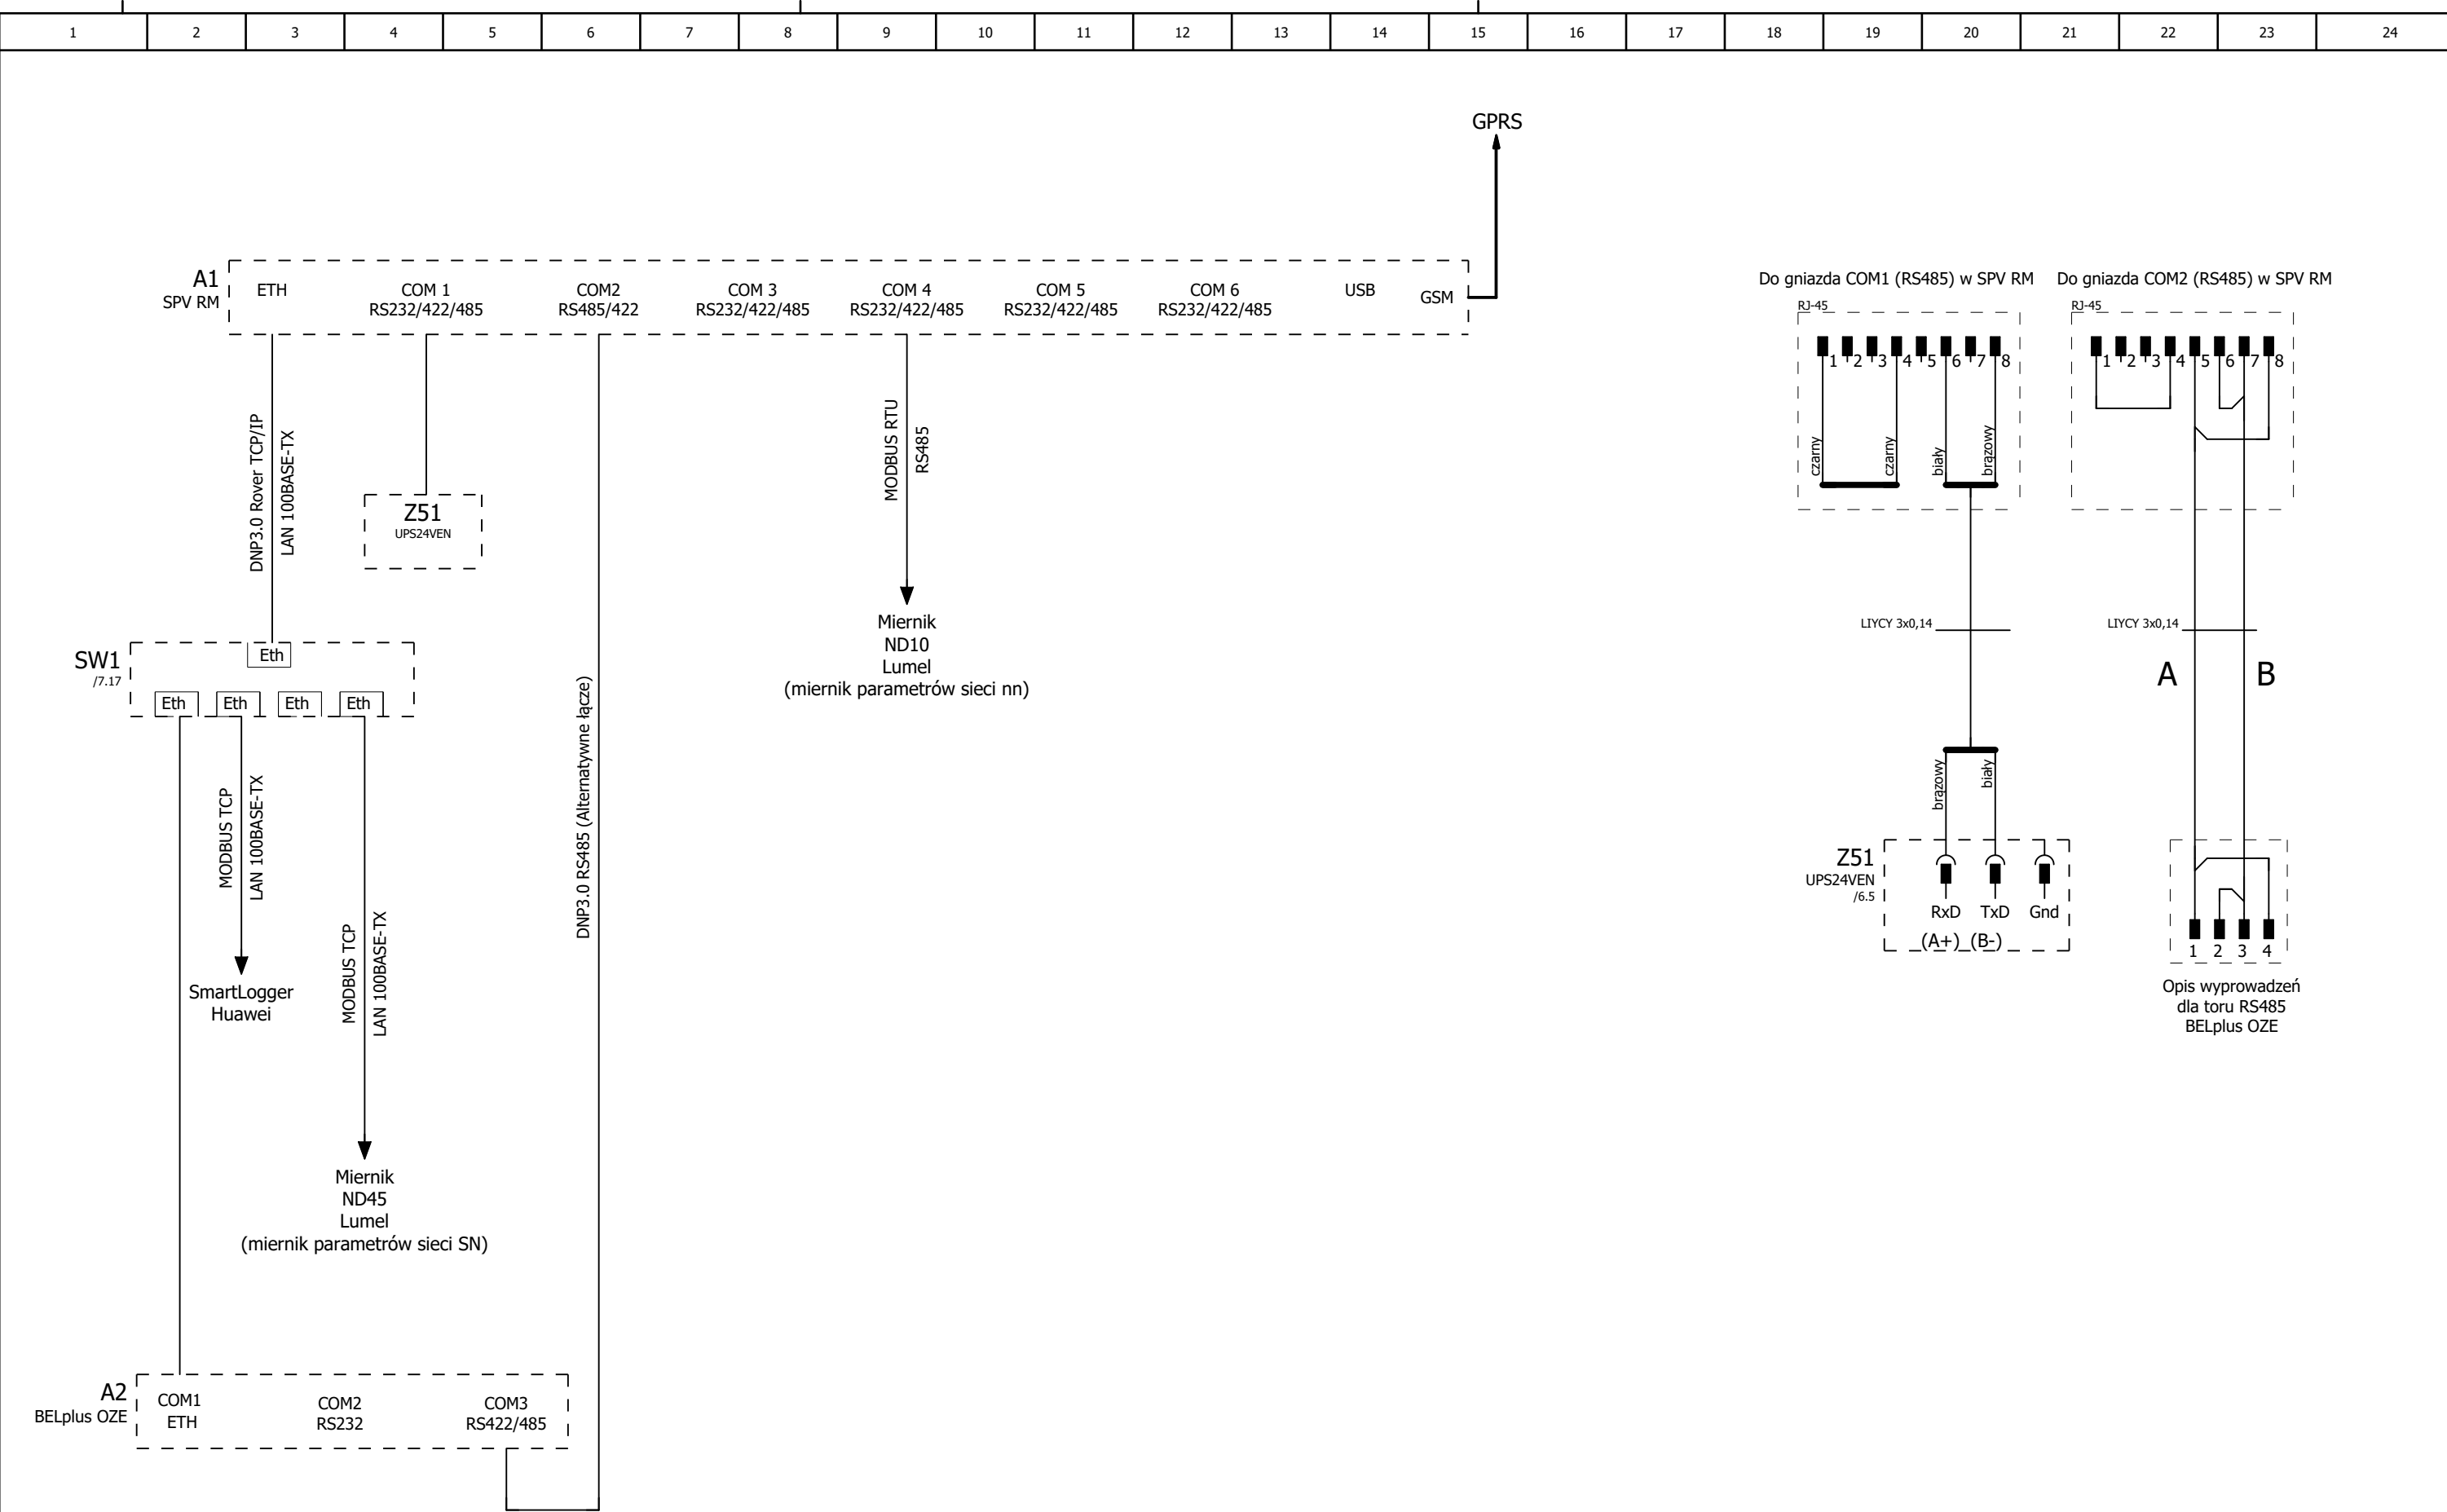 1 2 3 4 5 6 7 8 9 10 11 12 13 14 15 16 17 18 19 20 21 22 23 24
GPRS
A1
SPV RM
ETH
COM 1
RS232/422/485
COM2
RS485/422
COM 3
RS232/422/485
COM 4
RS232/422/485
COM 5
RS232/422/485
COM 6
RS232/422/485
USB
GSM
DNP3.0 Rover TCP/IP
LAN 100BASE-TX
Z51
UPS24VEN
MODBUS RTU
RS485
Miernik
ND10
Lumel
(miernik parametrów sieci nn)
SW1
/7.17
Eth
Eth Eth Eth Eth
MODBUS TCP
LAN 100BASE-TX
SmartLogger
Huawei
MODBUS TCP
LAN 100BASE-TX
Miernik
ND45
Lumel
(miernik parametrów sieci SN)
DNP3.0 RS485 (Alternatywne łącze)
A2
BELplus OZE
COM1
ETH
COM2
RS232
COM3
RS422/485
Do gniazda COM1 (RS485) w SPV RM
RJ-45
1 2 3 4 5 6 7 8
czarny
czarny
biały
brązowy
LIYCY 3x0,14
brązowy
biały
Z51
UPS24VEN
/6.5
RxD TxD Gnd
(A+) (B-)
Do gniazda COM2 (RS485) w SPV RM
RJ-45
1 2 3 4 5 6 7 8
LIYCY 3x0,14
A B
1 2 3 4
Opis wyprowadzeń
dla toru RS485
BELplus OZE